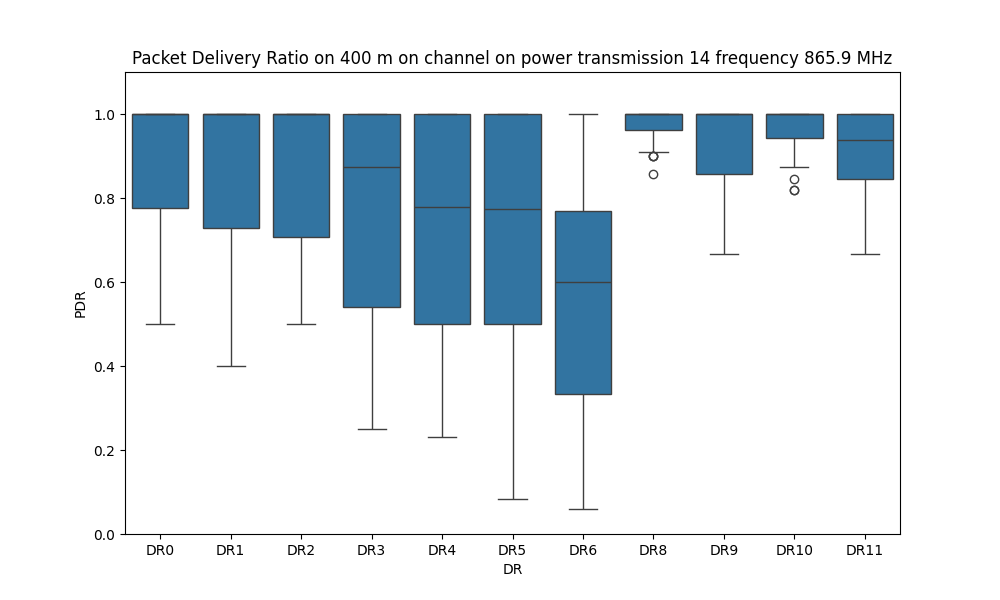 Packet Delivery Ratio on 400 m on channel on power transmission 14 frequency 865.9 MHz
1.0
0.8
0.6
0.4
0.2
0.0
PDR
DR0 DR1 DR2 DR3 DR4 DR5 DR6 DR8 DR9 DR10 DR11
DR